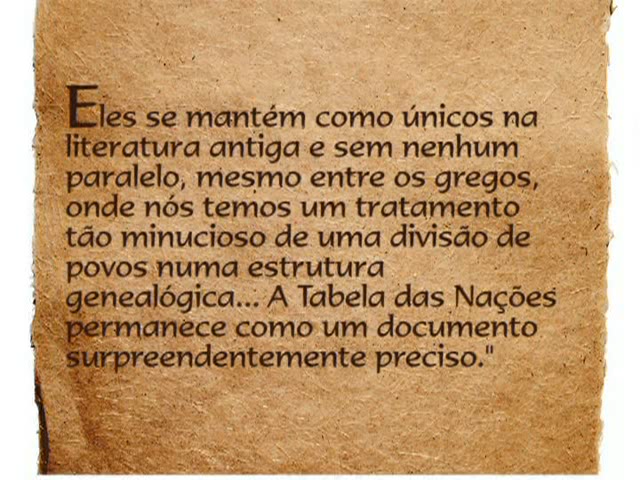 Eles se mantém como únicos na
literatura antiga e sem nenhum
paralelo, mesmo entre os gregos,
onde nós temos um tratamento
tão minucioso de uma divisão de
povos numa estrutura
genealógica... A Tabela das Nações
permanece como um documento
surpreendentemente preciso."